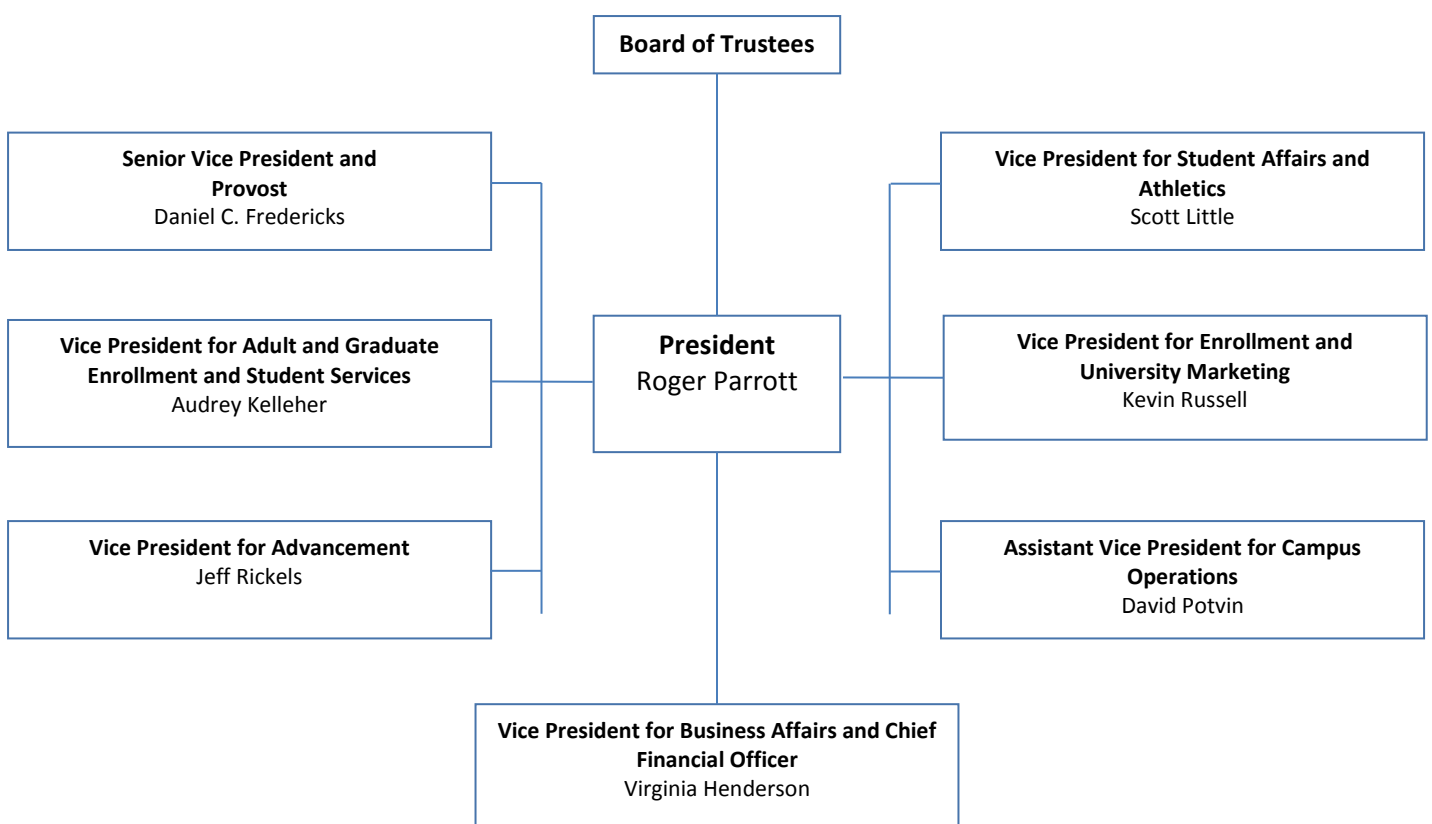 Board of Trustees
Senior Vice President and
Provost
Daniel C. Fredericks
Vice President for Student Affairs and
Athletics
Scott Little
Vice President for Adult and Graduate
Enrollment and Student Services
Audrey Kelleher
President
Roger Parrott
Vice President for Enrollment and
University Marketing
Kevin Russell
Vice President for Advancement
Jeff Rickels
Assistant Vice President for Campus
Operations
David Potvin
Vice President for Business Affairs and Chief
Financial Officer
Virginia Henderson